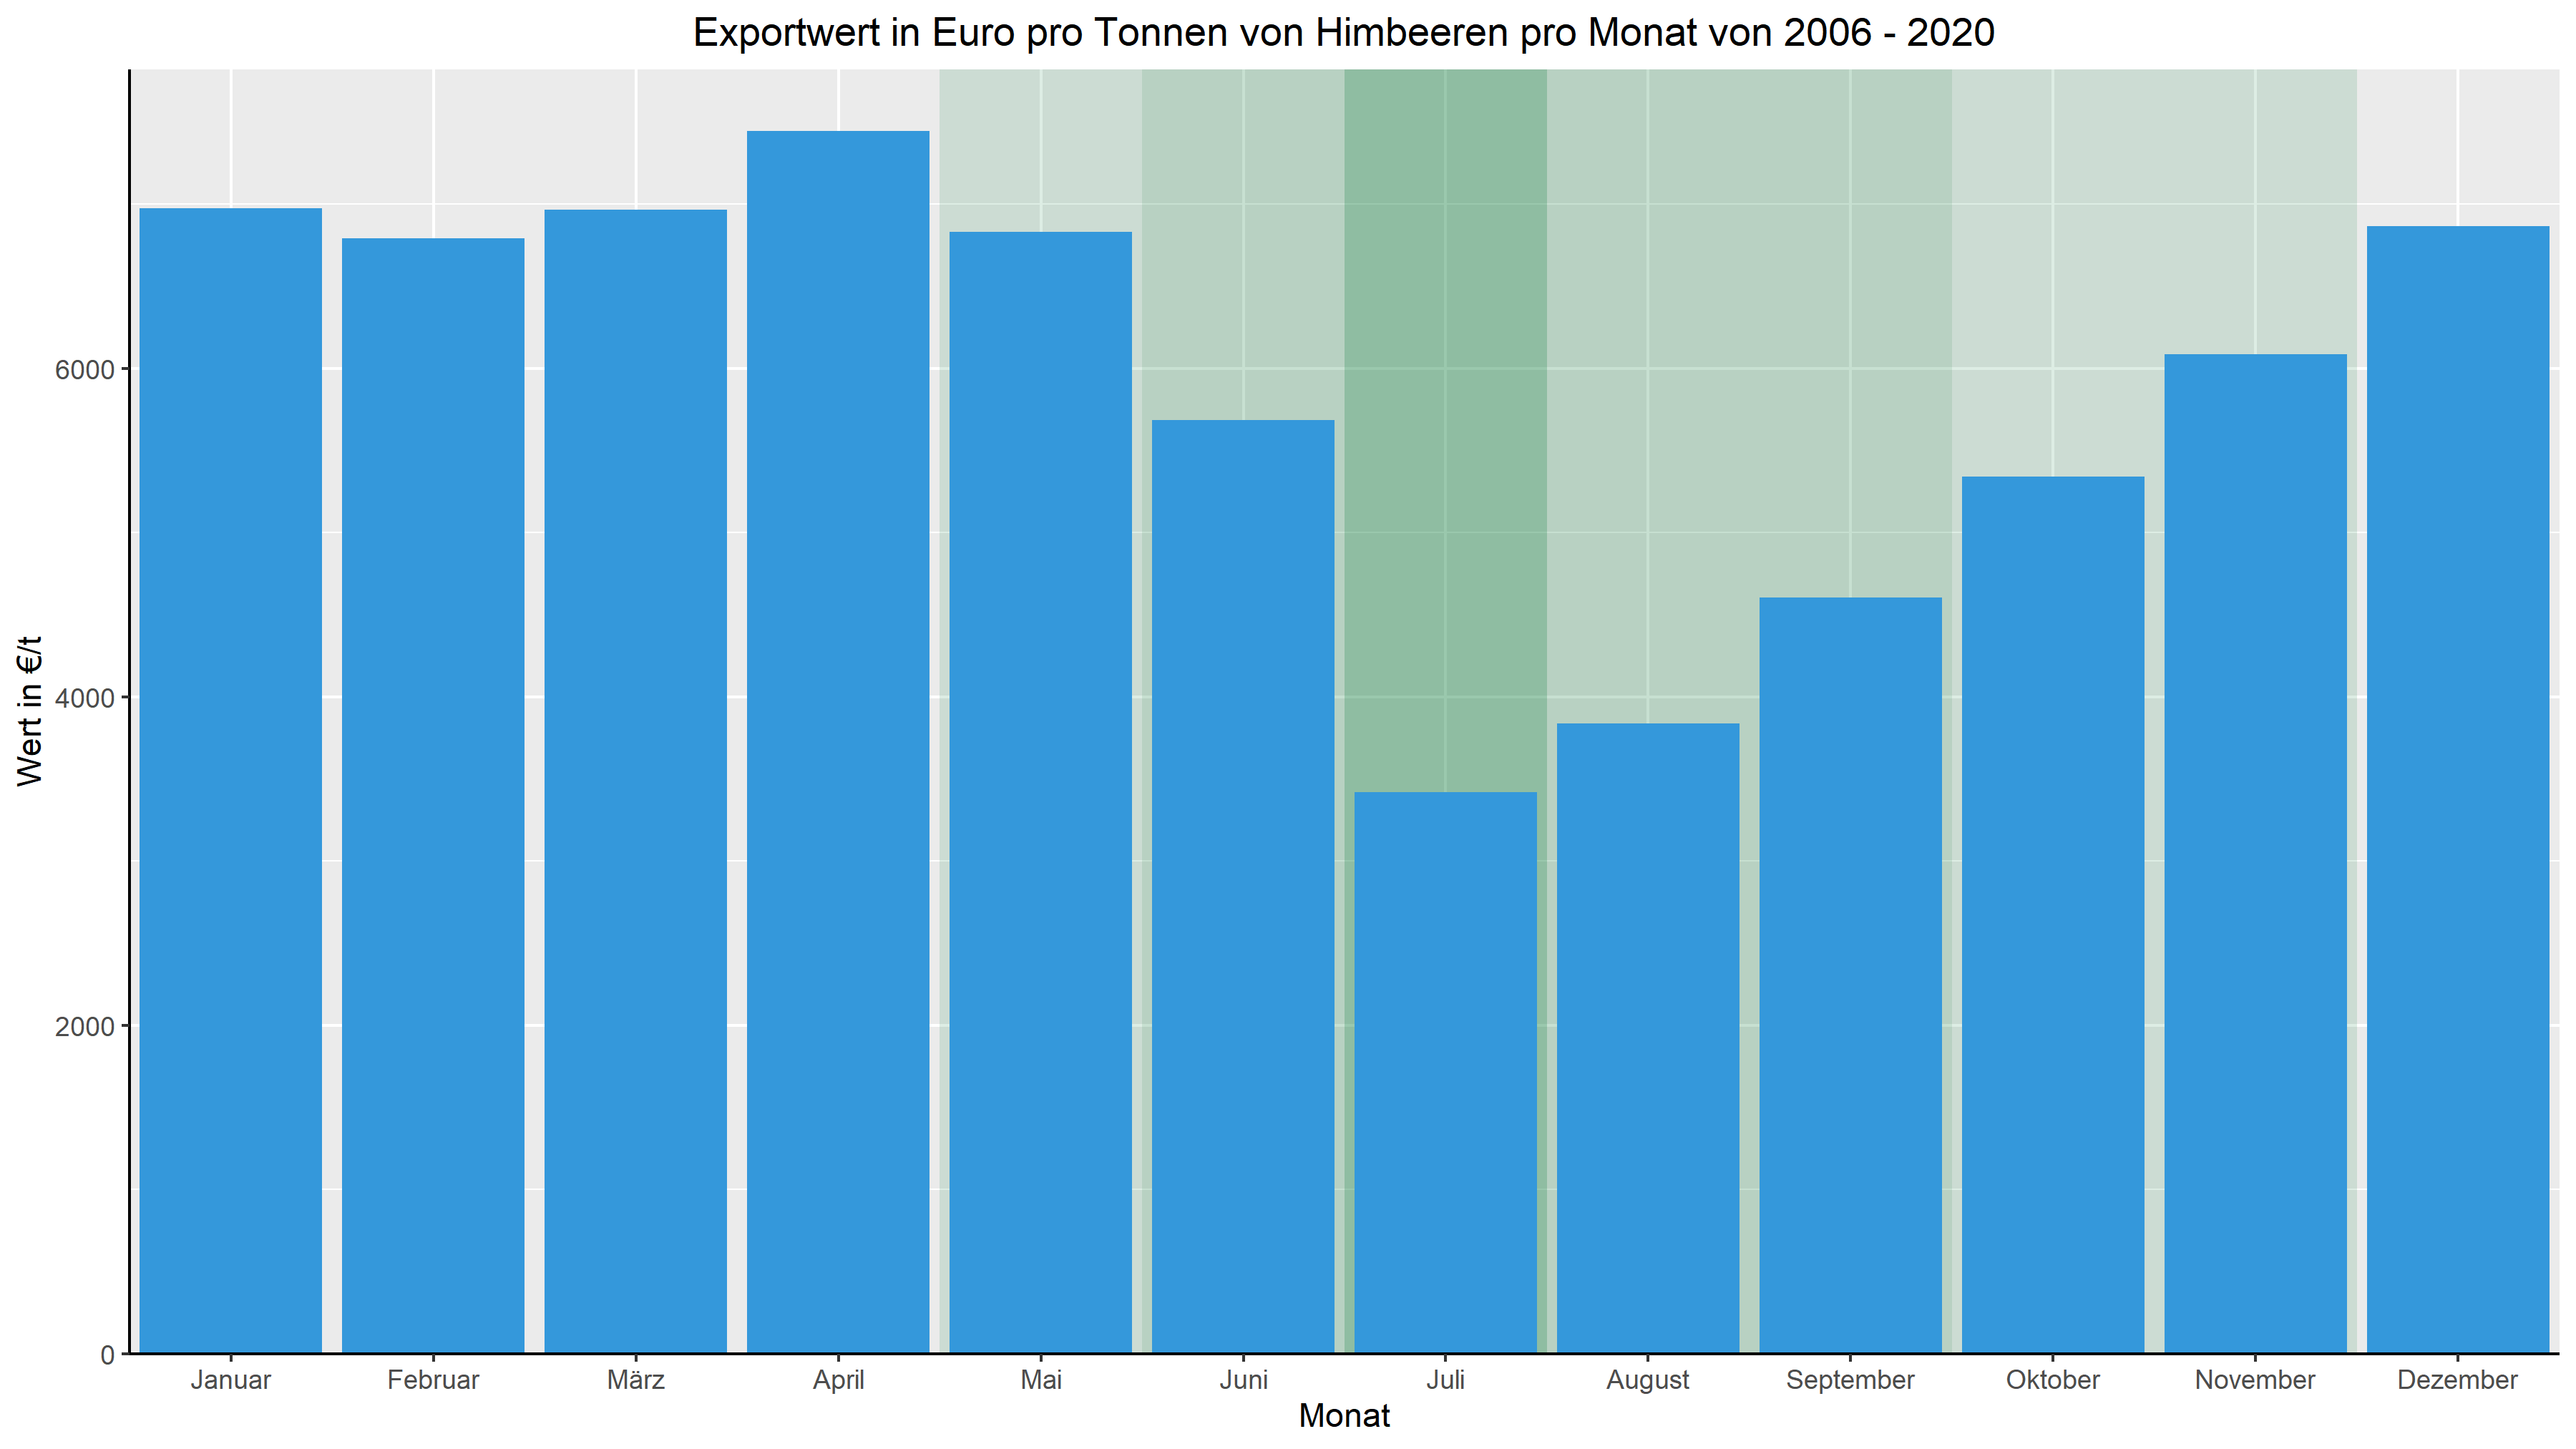 Exportwert in Euro pro Tonnen von Himbeeren pro Monat von 2006 - 2020
Wert in €/t
6000
4000
2000
0
Januar Februar März April Mai Juni Juli August September Oktober November Dezember
Monat